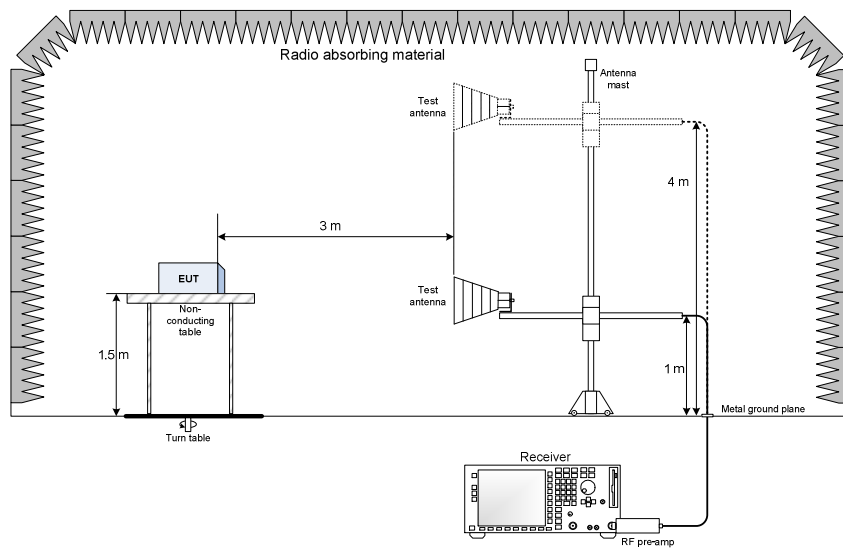 Radio absorbing material
Antenna
mast
Test
antenna
4 m
3 m
EUT
Test
antenna
Non-
conducting
table
1.5 m
1 m
Metal ground plane
Turn table
Receiver
RF pre-amp